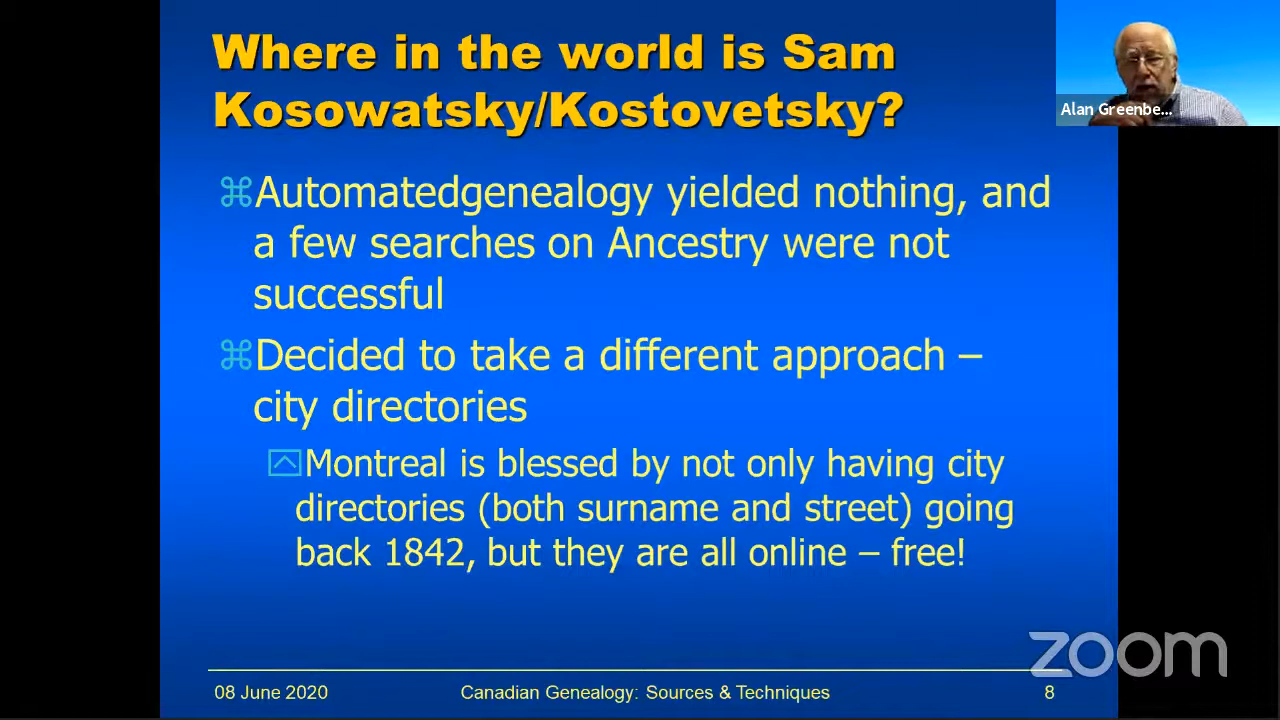 Where in the world is Sam
Kosowatsky/Kostovetsky?
Alan Greenbe...
⌘Automatedgenealogy yielded nothing, and
a few searches on Ancestry were not
successful
⌘Decided to take a different approach –
city directories
Montreal is blessed by not only having city
directories (both surname and street) going
back 1842, but they are all online – free!
zoom
08 June 2020
Canadian Genealogy: Sources & Techniques
8